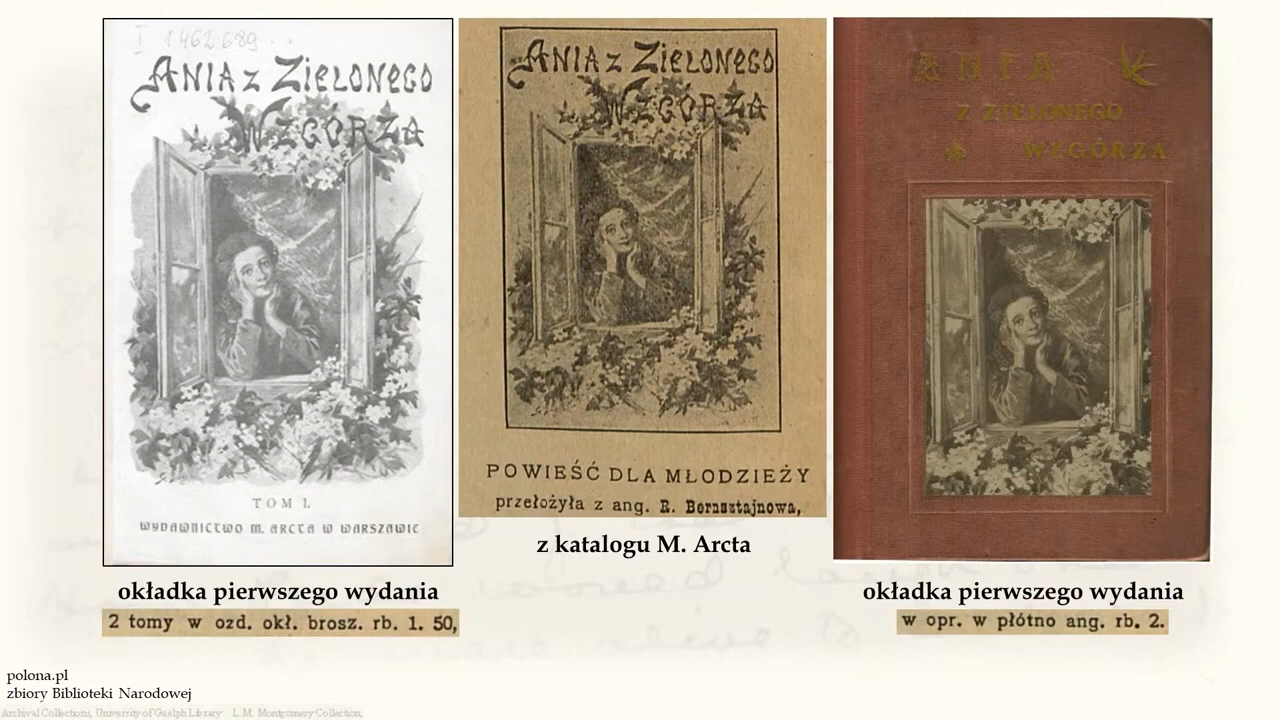 I 1462689
ANIA Z ZIELONEGO
WZGÓRZA
TOM I.
WYDAWNICTWO M. ARCTA W WARSZAWIE
okładka pierwszego wydania
2 tomy w ozd. okł. brosz. rb. 1. 50,
ANIA Z ZIELONEGO
WZGÓRZA
POWIEŚĆ DLA MŁODZIEŻY
przełożyła z ang. R. Bernsztajnowa,
z katalogu M. Arcta
ANIA
Z ZIELONEGO
WZGÓRZA
okładka pierwszego wydania
w opr. w płótno ang. rb. 2.
polona.pl
zbiory Biblioteki Narodowej
Archival Collections, University of Guelph Library L.M. Montgomery Collection,